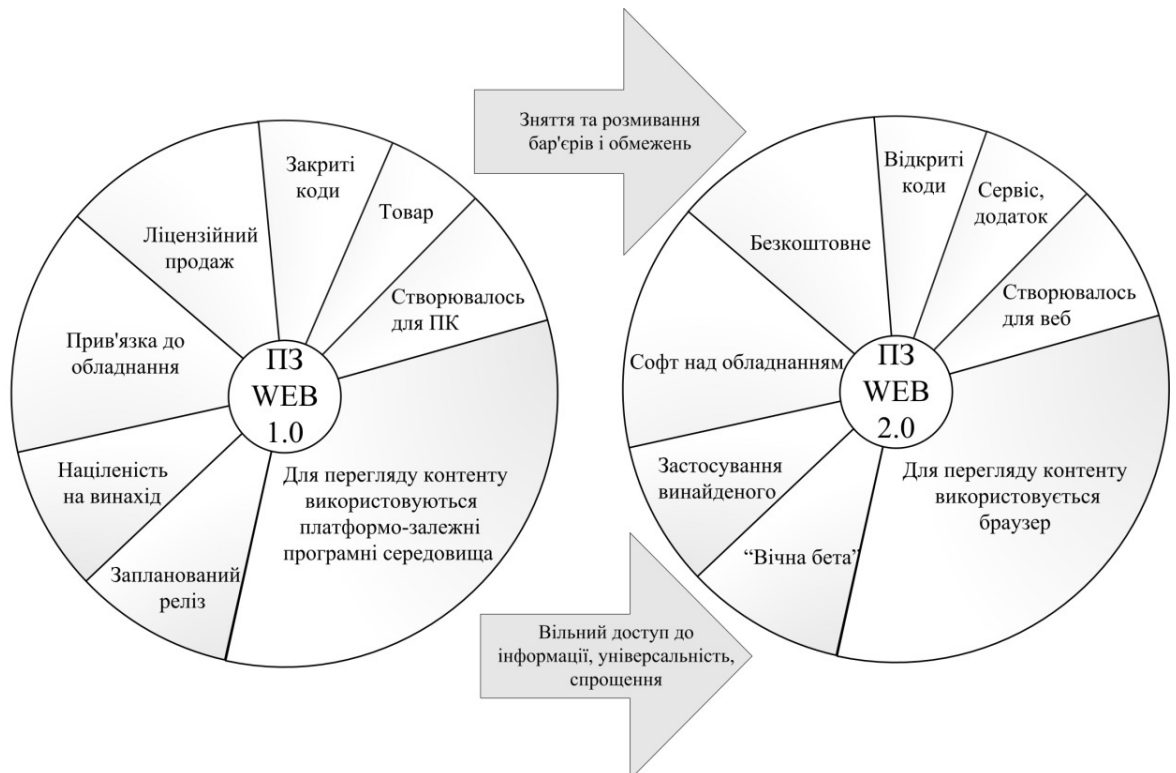 Зняття та розмивання
бар'єрів і обмежень
Закриті
коди
Товар
Ліцензійний
продаж
Створювалось
для ПК
Прив'язка до
обладнання
ПЗ
WEB
1.0
Націленість
на винахід
Для перегляду контенту
використовуються
платформо-залежні
програмні середовища
Запланований
реліз
Відкриті
коди
Сервіс,
додаток
Безкоштовне
Створювалось
для веб
Софт над обладнанням
ПЗ
WEB
2.0
Застосування
винайденого
Для перегляду контенту
використовується
браузер
“Вічна бета”
Вільний доступ до
інформації, універсальність,
спрощення